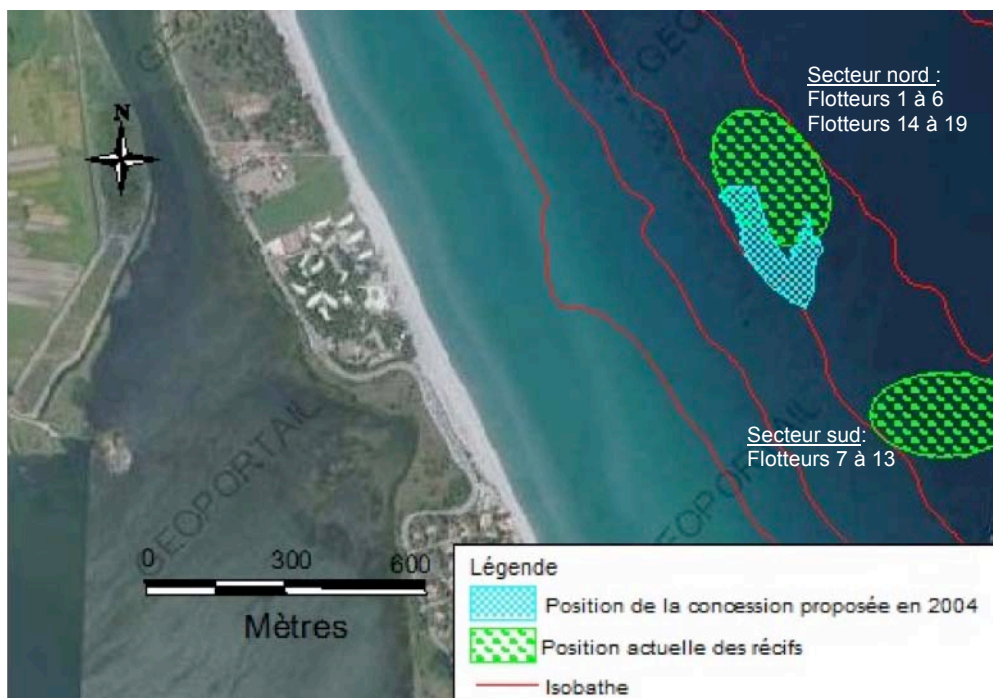 GEOPORTAIL
GEOPORTAIL
N
Secteur nord :
Flotteurs 1 à 6
Flotteurs 14 à 19
GEOPORTAIL
GEOPORTAIL
Secteur sud:
Flotteurs 7 à 13
0 300 600
Mètres
Légende
Position de la concession proposée en 2004
Position actuelle des récifs
Isobathe